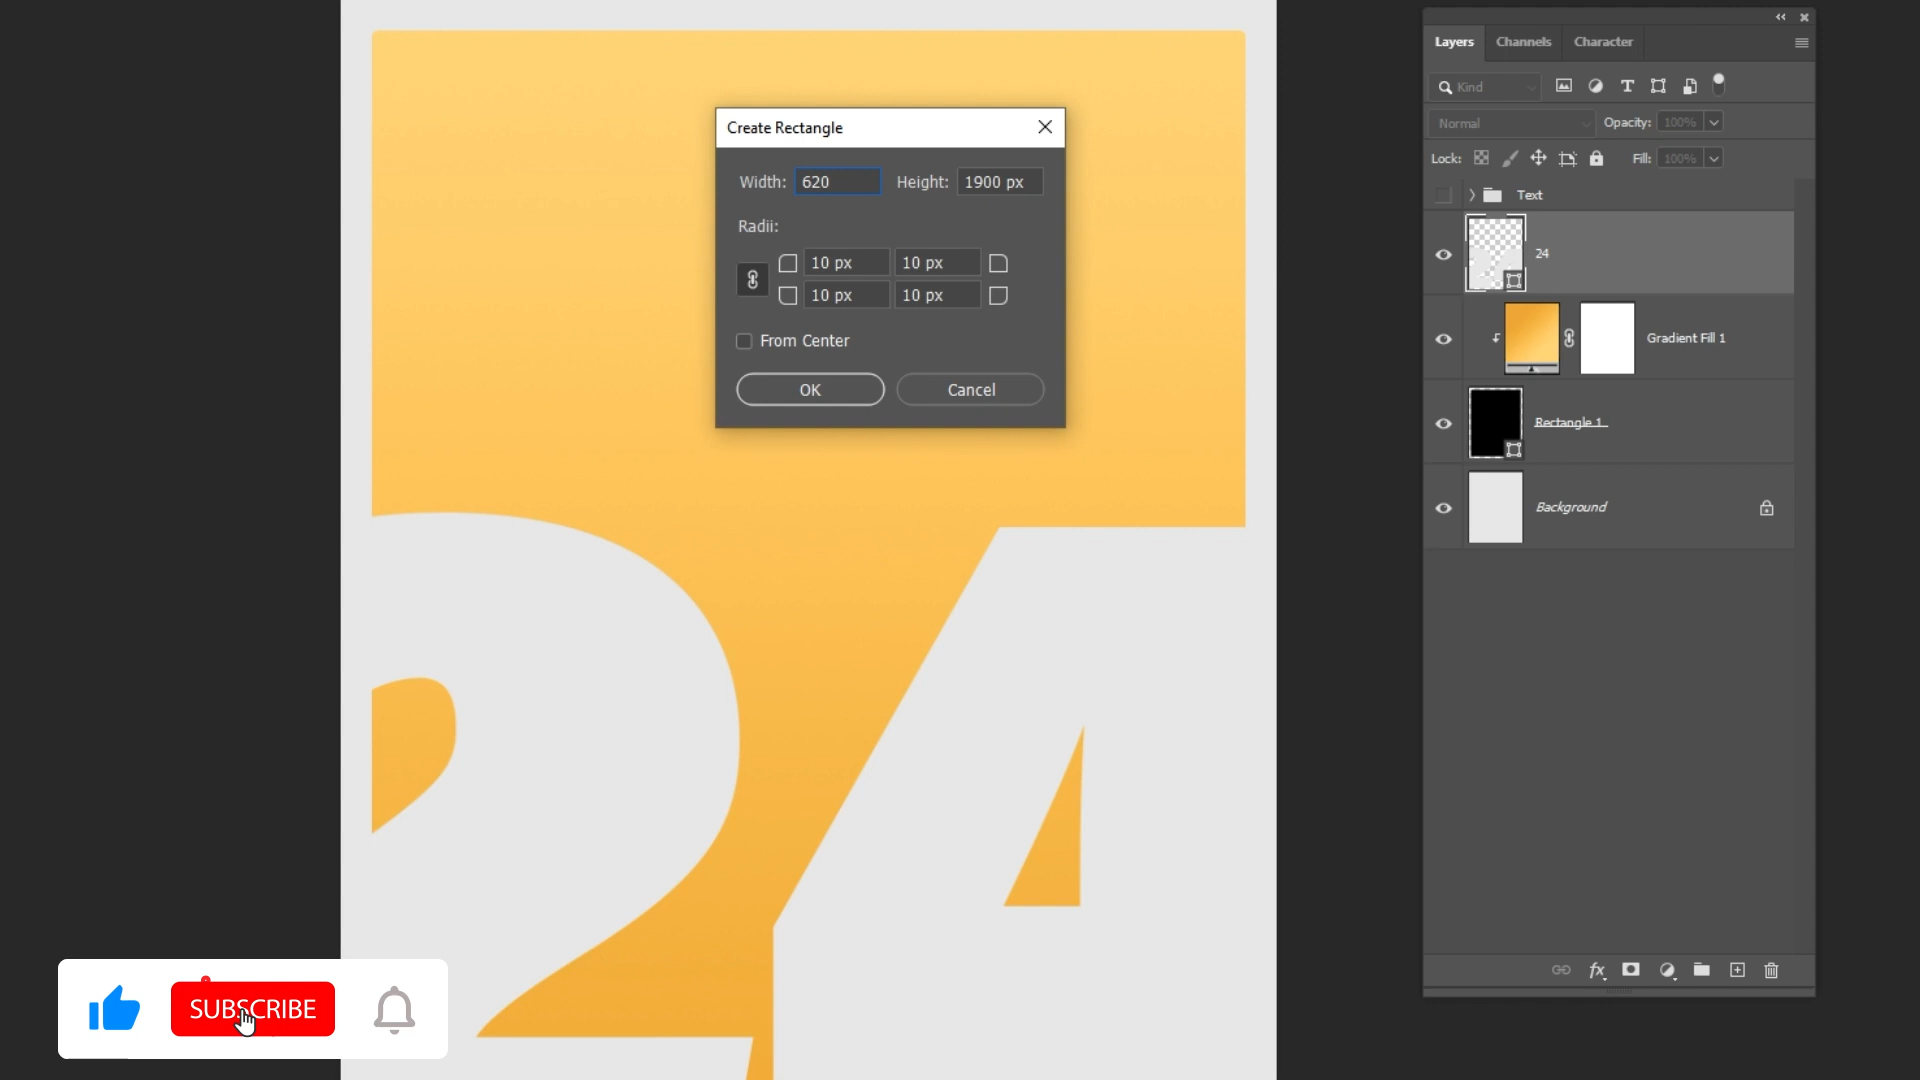 Create Rectangle
Width: 620 Height: 1900 px
Radii:
10 px 10 px
10 px 10 px
From Center
OK Cancel
24
SUBSCRIBE
Layers Channels Character
Kind
Normal Opacity: 100%
Lock: Fill: 100%
Text
24
Gradient Fill 1
Rectangle 1
Background
fx